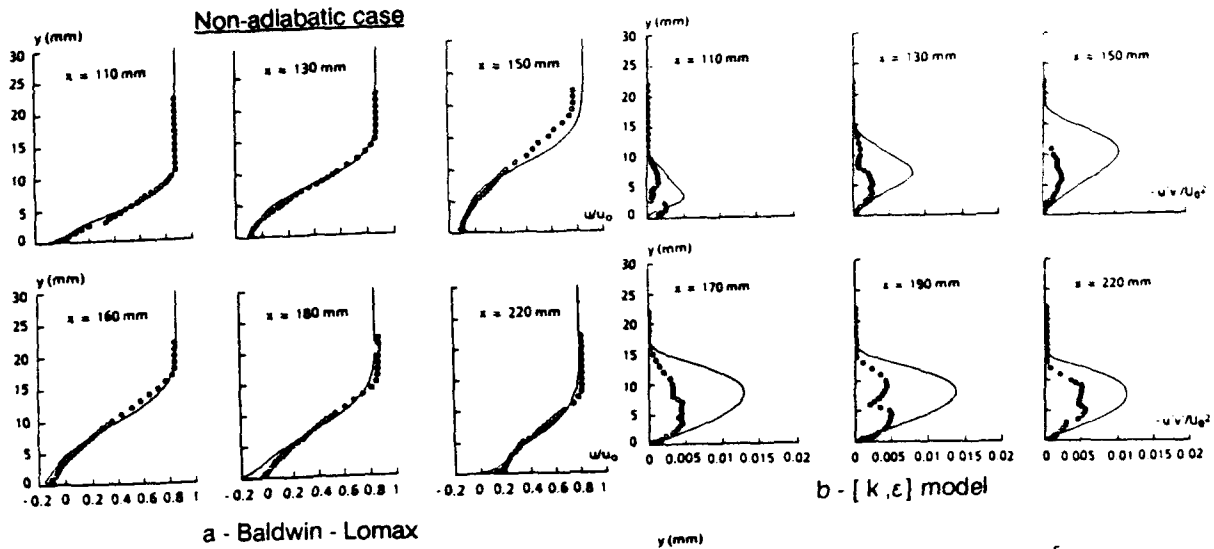 Non-adiabatic case
y (mm)
30
25
20
15
10
5
0
x = 110 mm
x = 130 mm
x = 150 mm
u/u₀
y (mm)
30
25
20
15
10
5
0
x = 110 mm
x = 130 mm
x = 150 mm
- u'v'/U₀²
y (mm)
30
25
20
15
10
5
0
x = 160 mm
x = 180 mm
x = 220 mm
u/u₀
-0.2 0 0.2 0.4 0.6 0.8 1
-0.2 0 0.2 0.4 0.6 0.8 1
-0.2 0 0.2 0.4 0.6 0.8 1
a - Baldwin - Lomax
y (mm)
30
25
20
15
10
5
0
x = 170 mm
x = 190 mm
x = 220 mm
- u'v'/U₀²
0 0.005 0.01 0.015 0.02
0 0.005 0.01 0.015 0.02
0 0.005 0.01 0.015 0.02
b - { k , ε } model
y (mm)